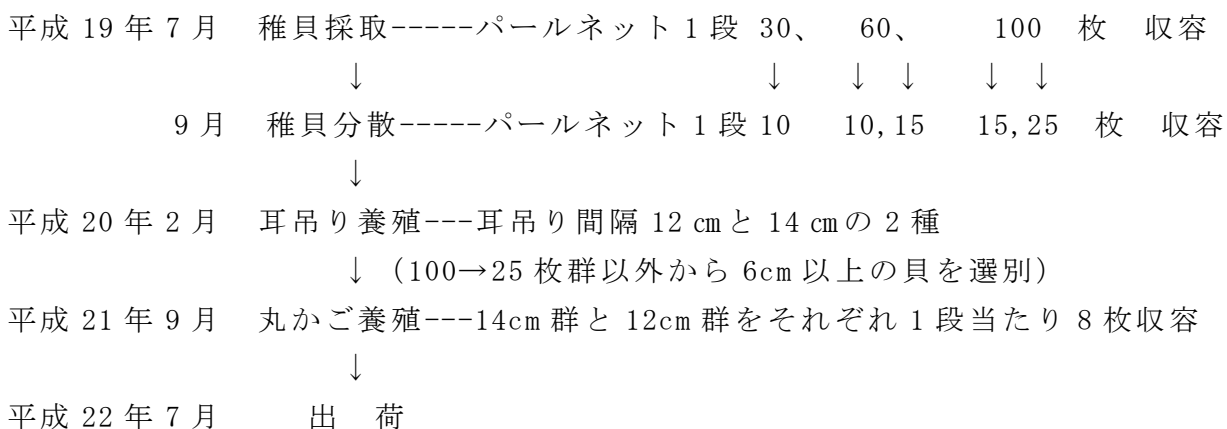 平成 19 年 7 月 稚貝採取-----パールネット 1 段 30、 60、 100 枚 収容
↓ ↓ ↓ ↓ ↓ ↓
9 月 稚貝分散-----パールネット 1 段 10 10,15 15,25 枚 収容
↓
平成 20 年 2 月 耳吊り養殖---耳吊り間隔 12 ㎝と 14 ㎝の 2 種
↓ (100→25 枚群以外から 6cm 以上の貝を選別)
平成 21 年 9 月 丸かご養殖---14cm 群と 12cm 群をそれぞれ 1 段当たり 8 枚収容
↓
平成 22 年 7 月 出 荷